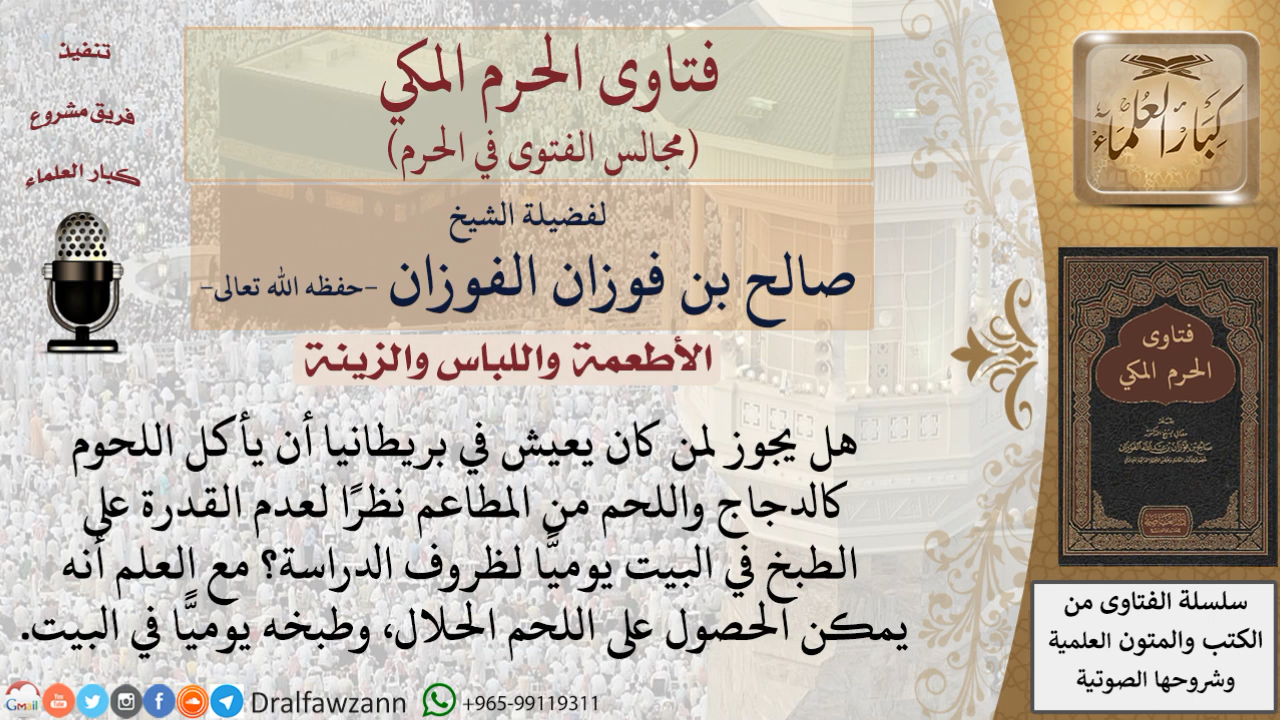 فتاوى الحرم المكي
(مجالس الفتوى في الحرم)
لفضيلة الشيخ
صالح بن فوزان الفوزان -حفظه الله تعالى-
الأطعمة واللباس والزينة
هل يجوز لمن كان يعيش في بريطانيا أن يأكل اللحوم
كالدجاج واللحم من المطاعم نظرًا لعدم القدرة على
الطبخ في البيت يوميًّا لظروف الدراسة؟ مع العلم أنه
يمكن الحصول على اللحم الحلال، وطبخه يوميًّا في البيت.
كبار العلماء
فتاوى
الحرم المكي
سلسلة الفتاوى من
الكتب والمتون العلمية
وشروحها الصوتية
تنفيذ
فريق مشروع
كبار العلماء
Gmail
You Tube
Dralfawzann
+965-99119311